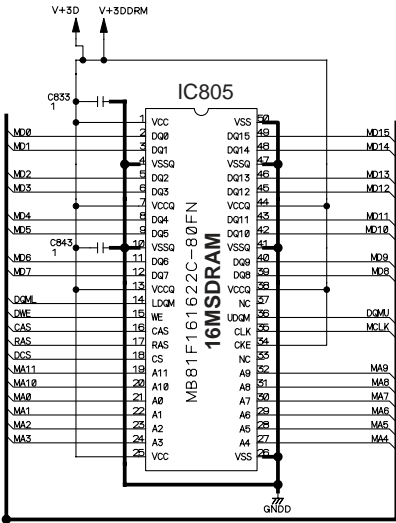 V+3D V+3DDRM
IC805
C833
1
1 VCC VSS 50
MD0 2 DQ0 DQ15 49 MD15
MD1 3 DQ1 DQ14 48 MD14
4 VSSQ VSSQ 47
MD2 5 DQ2 DQ13 46 MD13
MD3 6 DQ3 DQ12 45 MD12
7 VCCQ VCCQ 44
MD4 8 DQ4 DQ11 43 MD11
MD5 9 DQ5 DQ10 42 MD10
C843
1
10 VSSQ VSSQ 41
MD6 11 DQ6 DQ9 40 MD9
MD7 12 DQ7 DQ8 39 MD8
13 VCCQ VCCQ 38
DQML 14 LDQM NC 37
DWE 15 WE UDQM 36 DQMU
CAS 16 CAS CLK 35 MCLK
RAS 17 RAS CKE 34
DCS 18 CS NC 33
MA11 19 A11 A9 32 MA9
MA10 20 A10 A8 31 MA8
MA0 21 A0 A7 30 MA7
MA1 22 A1 A6 29 MA6
MA2 23 A2 A5 28 MA5
MA3 24 A3 A4 27 MA4
25 VCC VSS 26
MB81F161622C-80FN
16MSDRAM
GNDD